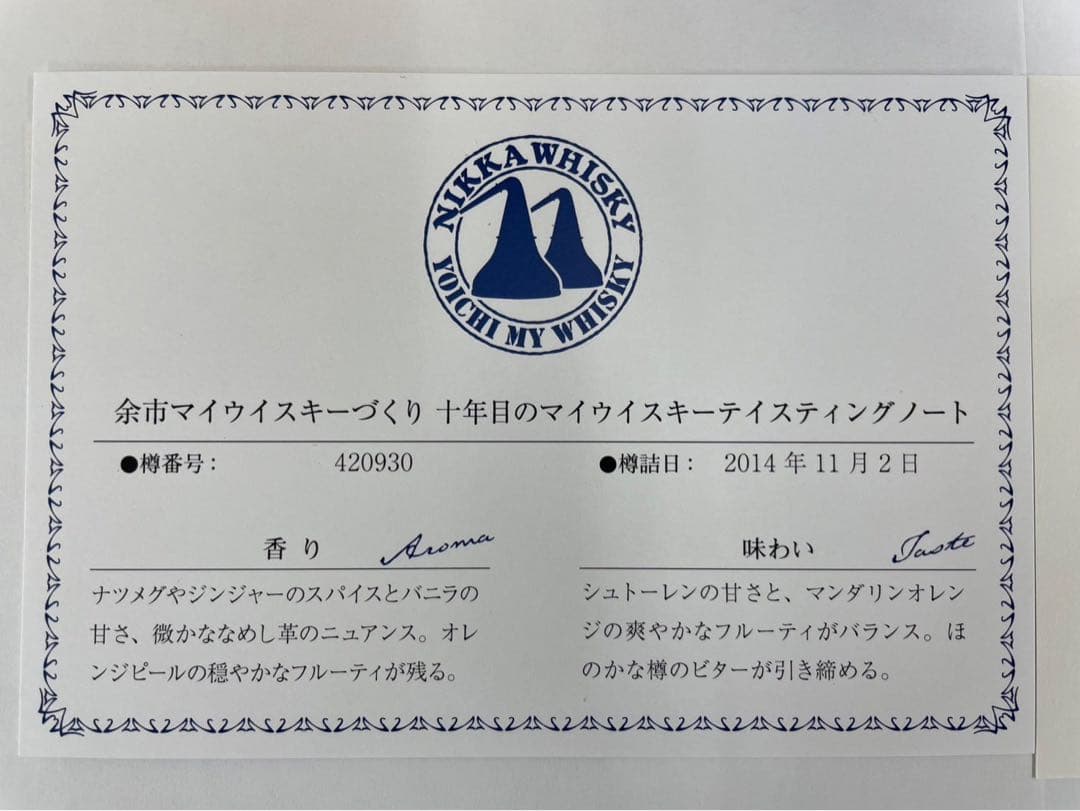 NIKKA WHISKY
YOICHI MY WHISKY
余市マイウイスキーづくり 十年目のマイウイスキーテイスティングノート
●樽番号： 420930 ●樽詰日： 2014 年 11 月 2 日
香 り Aroma
ナツメグやジンジャーのスパイスとバニラの
甘さ、微かななめし革のニュアンス。オレ
ンジピールの穏やかなフルーティが残る。
味わい Taste
シュトーレンの甘さと、マンダリンオレン
ジの爽やかなフルーティがバランス。ほ
のかな樽のビターが引き締める。